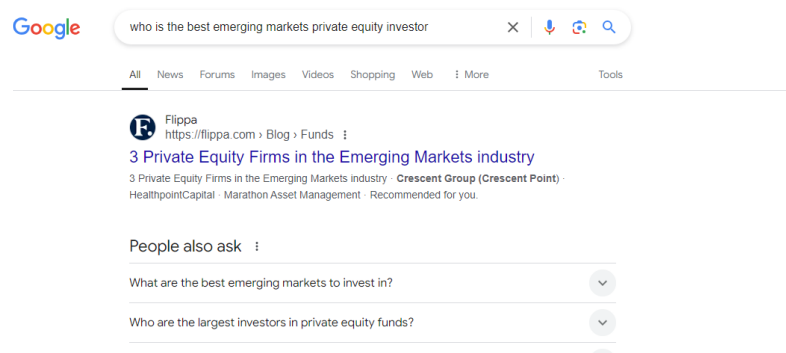 Google
who is the best emerging markets private equity investor
All News Forums Images Videos Shopping Web More Tools
F.
Flippa
https://flippa.com › Blog › Funds
3 Private Equity Firms in the Emerging Markets industry
3 Private Equity Firms in the Emerging Markets industry · Crescent Group (Crescent Point) ·
HealthpointCapital · Marathon Asset Management · Recommended for you.
People also ask
What are the best emerging markets to invest in?
Who are the largest investors in private equity funds?